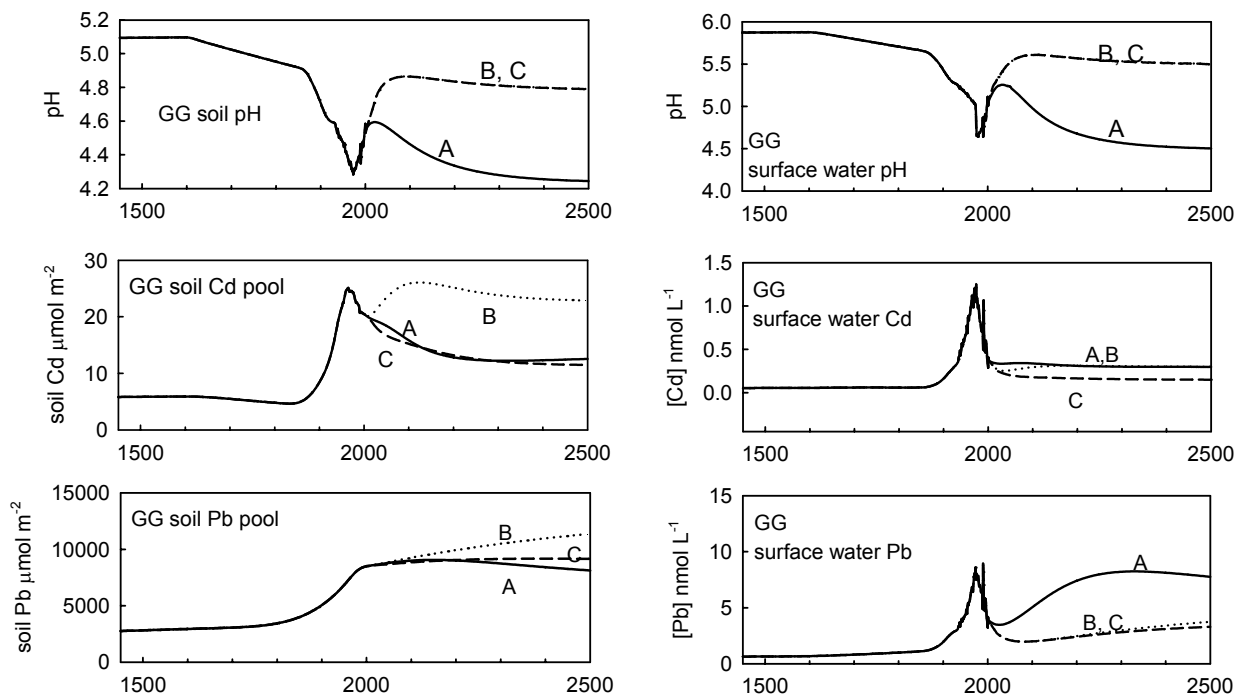 5.1
pH
4.8
4.6
4.4
4.2
B, C
GG soil pH
A
1500
2000
2500
6.0
pH
5.5
5.0
4.5
4.0
B, C
A
GG
surface water pH
1500
2000
2500
30
soil Cd μmol m-2
20
10
0
GG soil Cd pool
B
A
C
1500
2000
2500
1.5
[Cd] nmol L-1
1.0
0.5
0.0
GG
surface water Cd
A,B
C
1500
2000
2500
15000
soil Pb μmol m-2
10000
5000
0
GG soil Pb pool
B
C
A
1500
2000
2500
15
[Pb] nmol L-1
10
5
0
GG
surface water Pb
A
B, C
1500
2000
2500